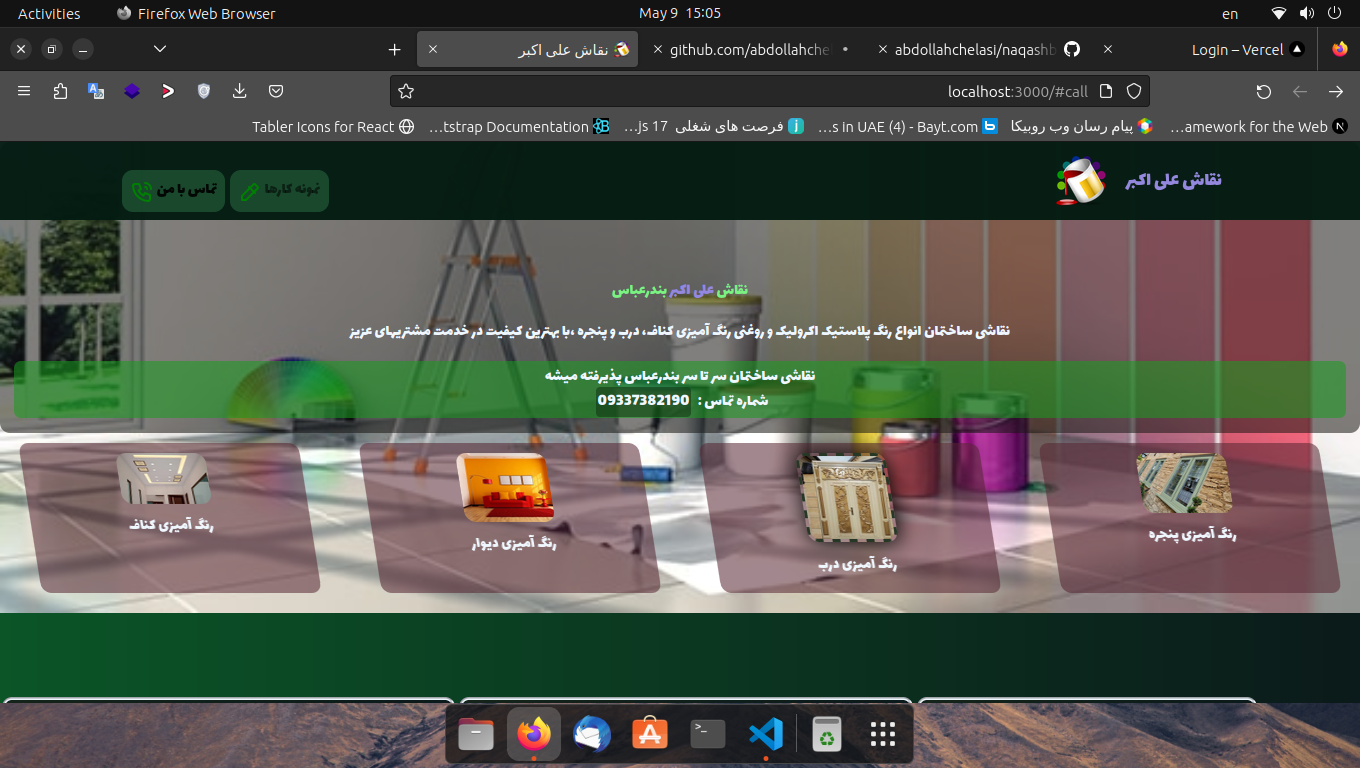 Activities
Firefox Web Browser
May 9 15:05
en
نقاش علی اکبر
github.com/abdollahchela
abdollahchelasi/naqashb
Login – Vercel
localhost:3000/#call
Tabler Icons for React
...tstrap Documentation
فرصت های شغلی js 17...
...s in UAE (4) - Bayt.com
پیام رسان وب روبیکا
...amework for the Web
نقاش علی اکبر
نمونه کارها
تماس با من
نقاش علی اکبر بندرعباس
نقاشی ساختمان انواع رنگ پلاستیک اکرولیک و روغنی رنگ آمیزی کناف، درب و پنجره ،با بهترین کیفیت در خدمت مشتریهای عزیز
نقاشی ساختمان سر تا سر بندرعباس پذیرفته میشه
شماره تماس : 09337382190
رنگ آمیزی پنجره
رنگ آمیزی درب
رنگ آمیزی دیوار
رنگ آمیزی کناف